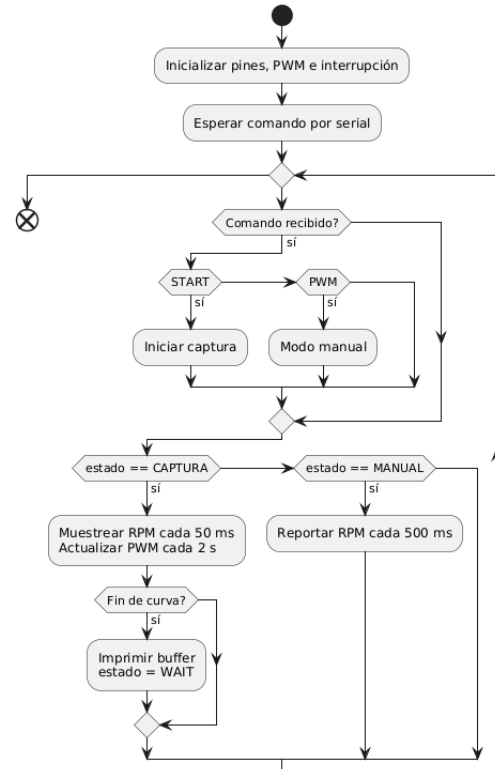 Inicializar pines, PWM e interrupción
Esperar comando por serial
Comando recibido?
sí
START
PWM
sí
sí
Iniciar captura
Modo manual
estado == CAPTURA
estado == MANUAL
sí
sí
Muestrear RPM cada 50 ms
Actualizar PWM cada 2 s
Reportar RPM cada 500 ms
Fin de curva?
sí
Imprimir buffer
estado = WAIT